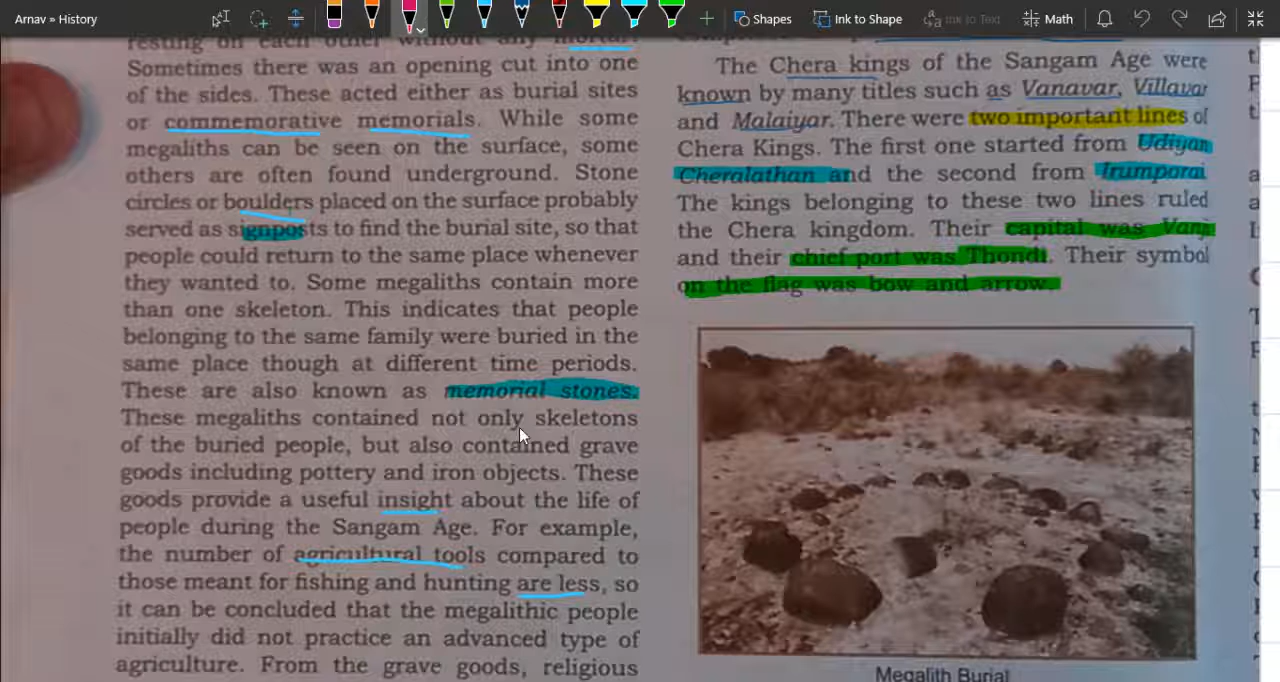 Arnav » History
Shapes
Ink to Shape
Ink to Text
Math
resting on each other without any mortar.
Sometimes there was an opening cut into one
of the sides. These acted either as burial sites
or commemorative memorials. While some
megaliths can be seen on the surface, some
others are often found underground. Stone
circles or boulders placed on the surface probably
served as signposts to find the burial site, so that
people could return to the same place whenever
they wanted to. Some megaliths contain more
than one skeleton. This indicates that people
belonging to the same family were buried in the
same place though at different time periods.
These are also known as memorial stones.
These megaliths contained not only skeletons
of the buried people, but also contained grave
goods including pottery and iron objects. These
goods provide a useful insight about the life of
people during the Sangam Age. For example,
the number of agricultural tools compared to
those meant for fishing and hunting are less, so
it can be concluded that the megalithic people
initially did not practice an advanced type of
agriculture. From the grave goods, religious
The Chera kings of the Sangam Age were
known by many titles such as Vanavar, Villavar
and Malaiyar. There were two important lines of
Chera Kings. The first one started from Udiyan
Cheralathan and the second from Irumporai
The kings belonging to these two lines ruled
the Chera kingdom. Their capital was Vanji
and their chief port was Thondi. Their symbol
on the flag was bow and arrow.
Megalith Burial